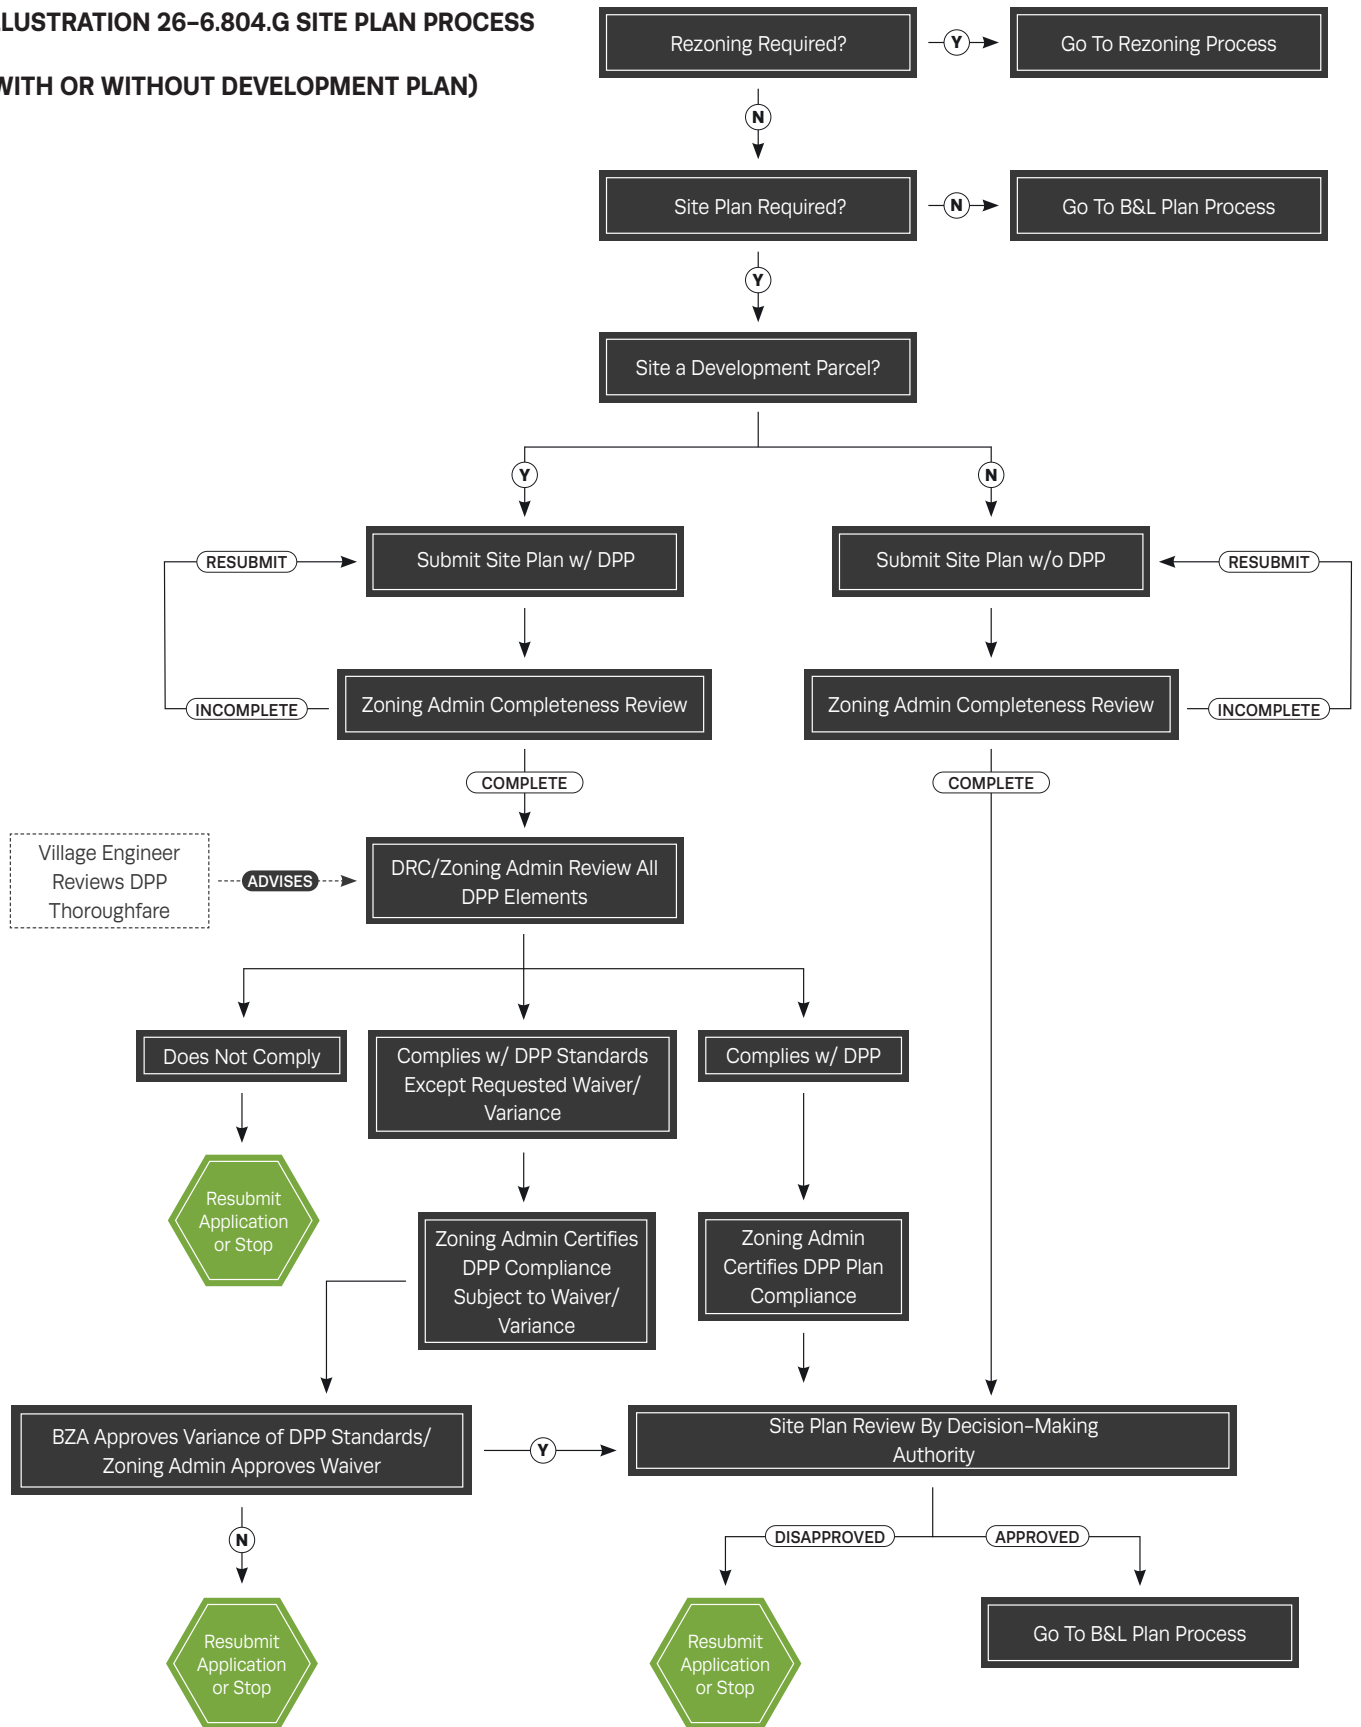 LLUSTRATION 26-6.804.G SITE PLAN PROCESS
WITH OR WITHOUT DEVELOPMENT PLAN)
Rezoning Required?
Y
Go To Rezoning Process
N
Site Plan Required?
N
Go To B&L Plan Process
Y
Site a Development Parcel?
Y
N
RESUBMIT
Submit Site Plan w/ DPP
Submit Site Plan w/o DPP
RESUBMIT
INCOMPLETE
Zoning Admin Completeness Review
Zoning Admin Completeness Review
INCOMPLETE
COMPLETE
COMPLETE
Village Engineer
Reviews DPP
Thoroughfare
ADVISES
DRC/Zoning Admin Review All
DPP Elements
Does Not Comply
Complies w/ DPP Standards
Except Requested Waiver/
Variance
Complies w/ DPP
Resubmit
Application
or Stop
Zoning Admin Certifies
DPP Compliance
Subject to Waiver/
Variance
Zoning Admin
Certifies DPP Plan
Compliance
BZA Approves Variance of DPP Standards/
Zoning Admin Approves Waiver
Y
Site Plan Review By Decision-Making
Authority
N
DISAPPROVED
APPROVED
Resubmit
Application
or Stop
Resubmit
Application
or Stop
Go To B&L Plan Process